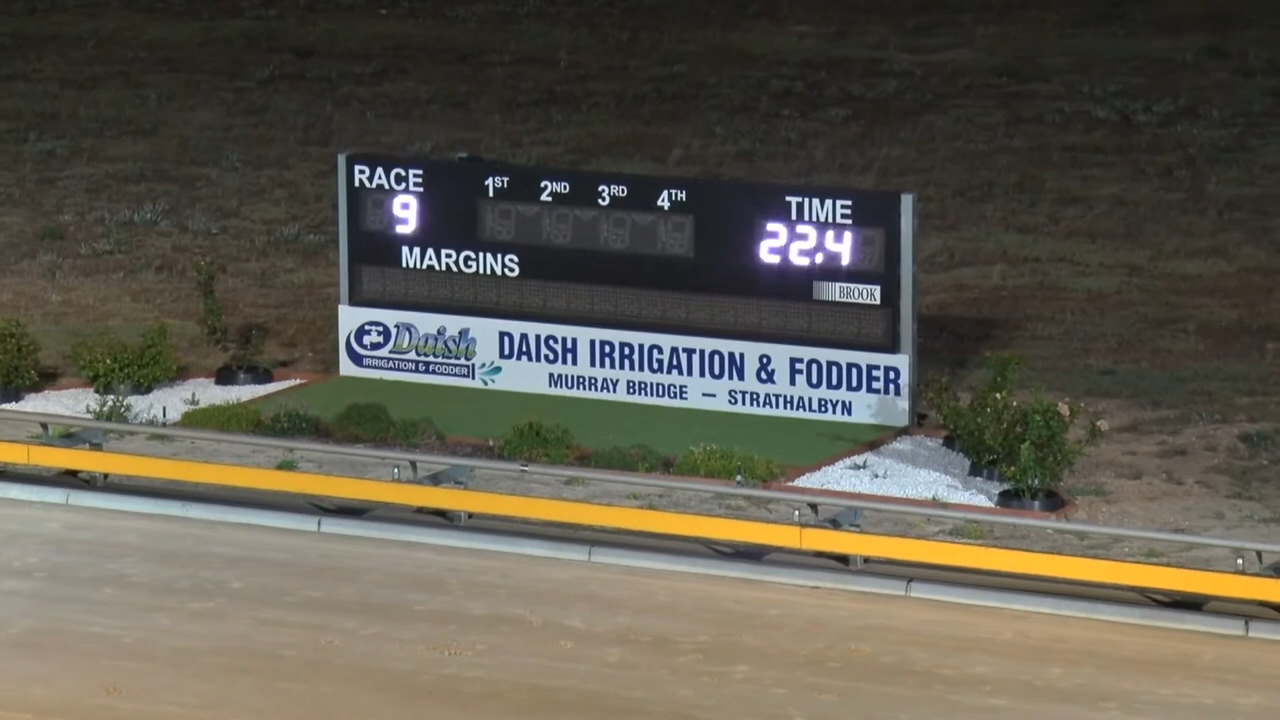 RACE
1ST 2ND 3RD 4TH
TIME
9
22.4
MARGINS
BROOK
Daish
IRRIGATION & FODDER
DAISH IRRIGATION & FODDER
MURRAY BRIDGE — STRATHALBYN